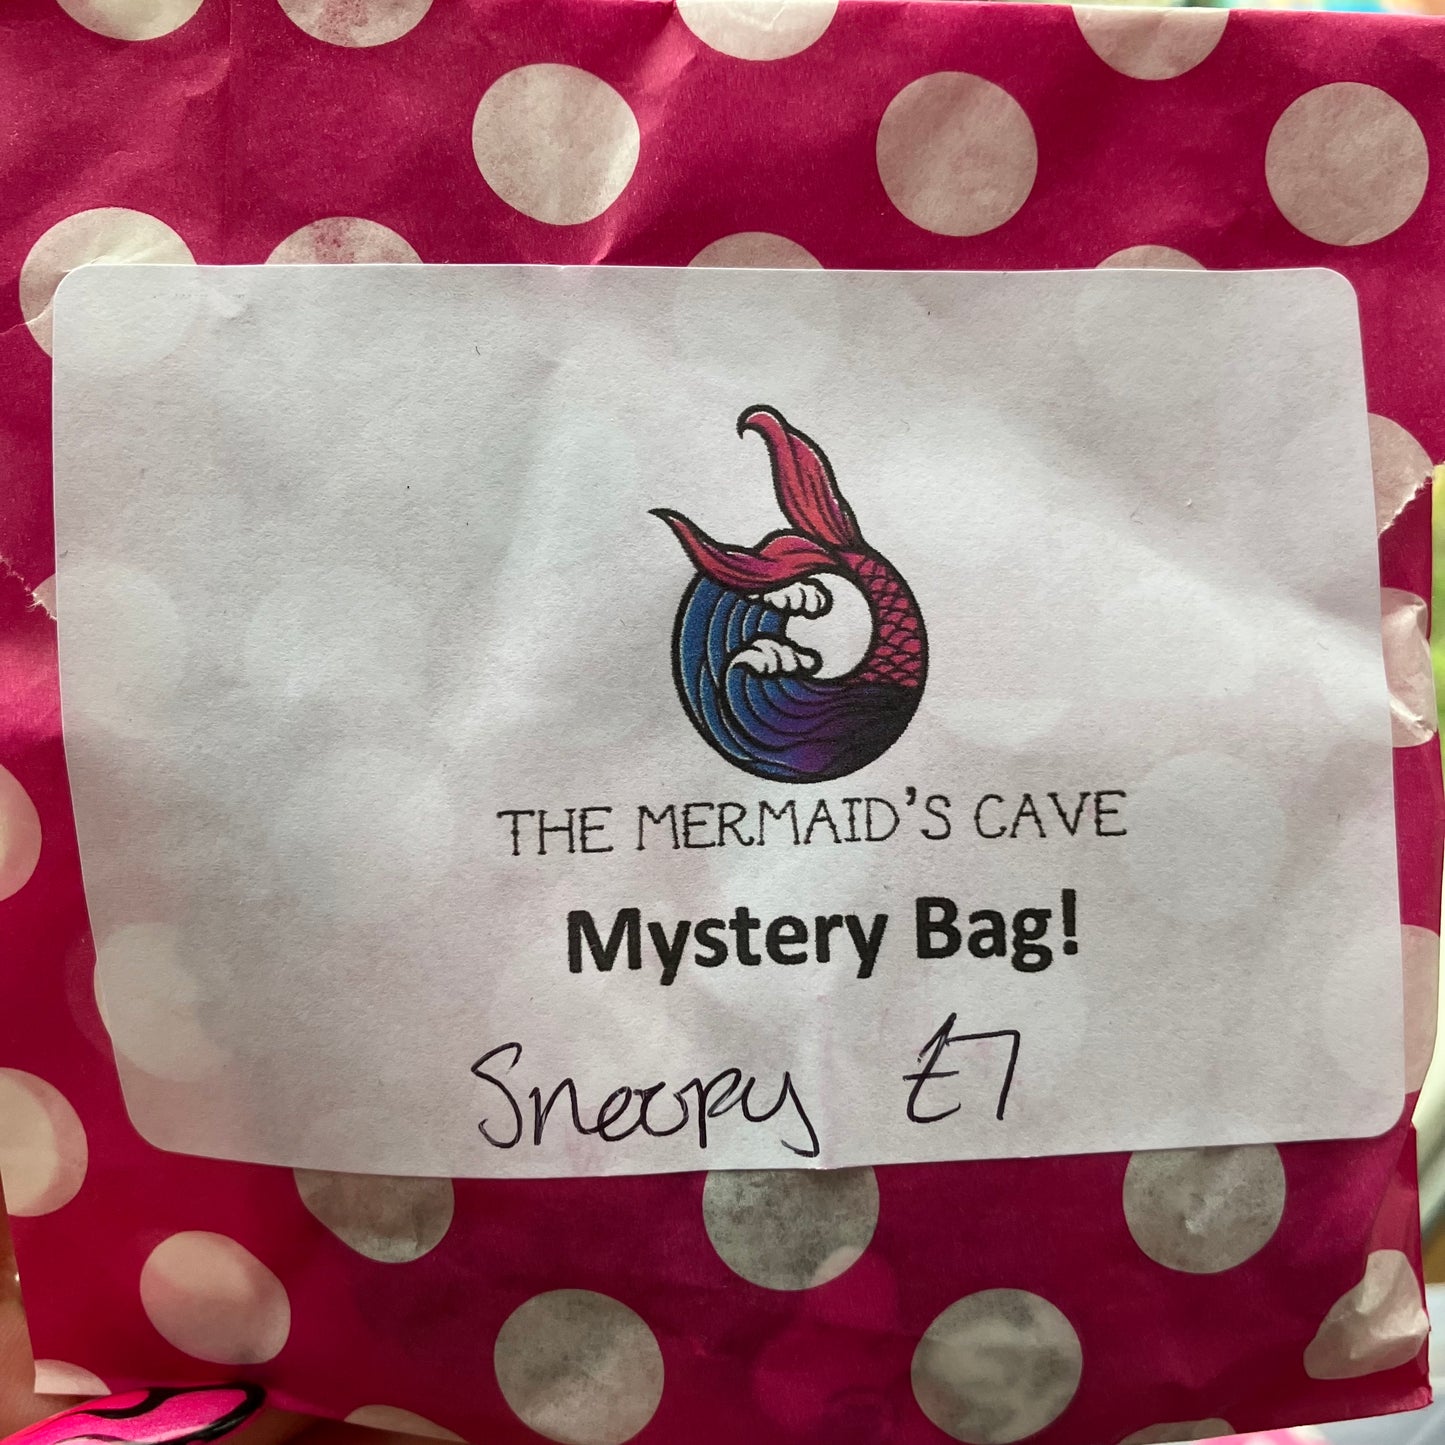 THE MERMAID'S CAVE
Mystery Bag!
Snoopy £7